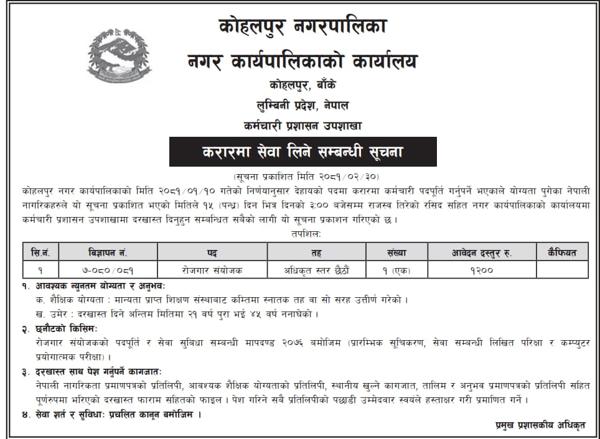 कोहलपुर नगरपालिका
नगर कार्यपालिकाको कार्यालय
कोहलपुर, बाँके
लुम्बिनी प्रदेश, नेपाल
कर्मचारी प्रशासन उपशाखा
करारमा सेवा लिने सम्बन्धी सूचना
(सूचना प्रकाशित मिति २०८१/०२/३०)
कोहलपुर नगर कार्यपालिकाको मिति २०८१/०१/१० गतेको निर्णयानुसार देहायको पदमा करारमा कर्मचारी पदपूर्ति गर्नुपर्ने भएकाले योग्यता पुगेका नेपाली
नागरिकहरुले यो सूचना प्रकाशित भएको मितिले १५ (पन्ध्र) दिन भित्र दिनको ३:०० बजेसम्म राजस्व तिरेको रसिद सहित नगर कार्यपालिकाको कार्यालयमा
कर्मचारी प्रशासन उपशाखामा दरखास्त दिनुहुन सम्बन्धित सबैको लागी यो सूचना प्रकाशन गरिएको छ ।
तपशिल:
सि.नं. विज्ञापन नं. पद तह संख्या आवेदन दस्तुर रु. कैफियत
१ ७-०८०/०८१ रोजगार संयोजक अधिकृत स्तर छैठौं १ (एक) १२००
१. आवश्यक न्युनतम योग्यता र अनुभवः
क. शैक्षिक योग्यता : मान्यता प्राप्त शिक्षण संस्थाबाट कम्तिमा स्नातक तह वा सो सरह उत्तीर्ण गरेको ।
ख. उमेर : दरखास्त दिने अन्तिम मितिमा २१ वर्ष पुरा भई ४५ वर्ष ननाघेको ।
२. छनौटको किसिमः
रोजगार संयोजकको पदपूर्ति र सेवा सुविधा सम्बन्धी मापदण्ड २०७६ बमोजिम (प्रारम्भिक सूचिकरण, सेवा सम्बन्धी लिखित परिक्षा र कम्प्युटर
प्रयोगात्मक परीक्षा) ।
३. दरखास्त साथ पेश गर्नुपर्ने कागजातः
नेपाली नागरिकता प्रमाणपत्रको प्रतिलिपी, आवश्यक शैक्षिक योग्यताको प्रतिलिपी, स्थानीय खुल्ने कागजात, तालिम र अनुभव प्रमाणपत्रको प्रतिलिपी सहित
पूर्णरुपमा भरिएको दरखास्त फाराम सहितको फाइल । पेश गरिने सबै प्रतिलिपीको पछाडी उम्मेदवार स्वयंले हस्ताक्षर गरी प्रमाणित गर्ने ।
४. सेवा शर्त र सुविधाः प्रचलित कानून बमोजिम ।
प्रमुख प्रशासकीय अधिकृत